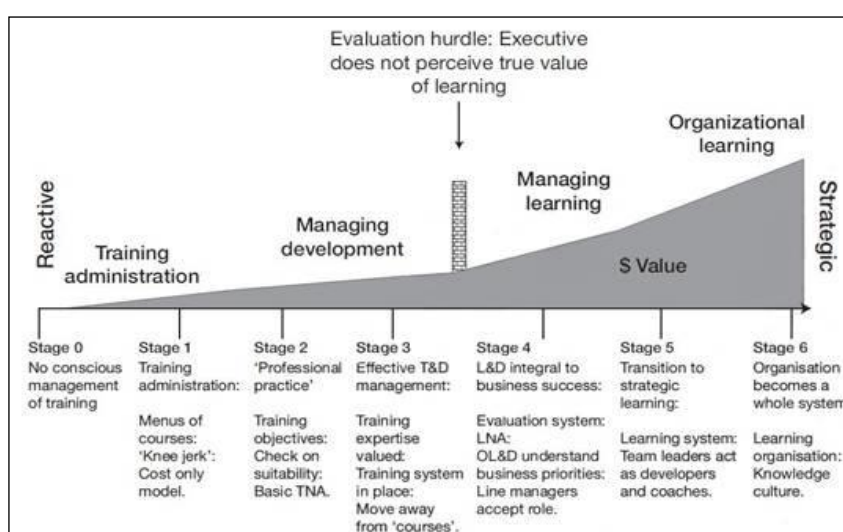 Evaluation hurdle: Executive
does not perceive true value
of learning
Organizational
learning
Managing
learning
Managing
development
Training
administration
Reactive
Strategic
$ Value
Stage 0
No conscious
management
of training
Stage 1
Training
administration:
Menus of
courses:
'Knee jerk':
Cost only
model.
Stage 2
'Professional
practice'
Training
objectives:
Check on
suitability:
Basic TNA.
Stage 3
Effective T&D
management:
Training
expertise
valued:
Training system
in place:
Move away
from 'courses'.
Stage 4
L&D integral to
business success:
Evaluation system:
LNA:
OL&D understand
business priorities:
Line managers
accept role.
Stage 5
Transition to
strategic
learning:
Learning system:
Team leaders act
as developers
and coaches.
Stage 6
Organisation
becomes a
whole system
Learning
organisation:
Knowledge
culture.